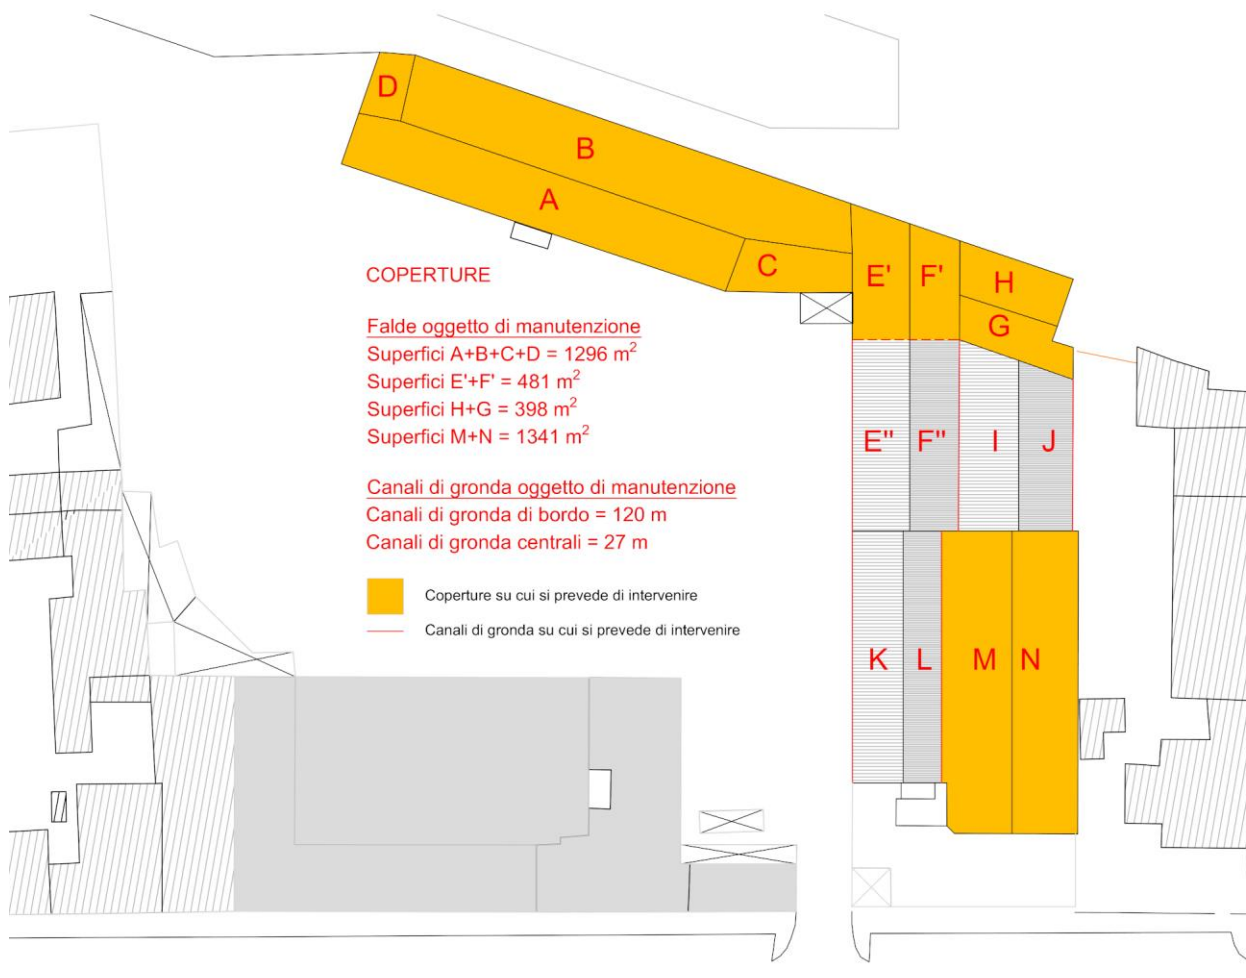 D
B
A
C
E'
F'
H
G
COPERTURE
Falde oggetto di manutenzione
Superfici A+B+C+D = 1296 m²
Superfici E'+F' = 481 m²
Superfici H+G = 398 m²
Superfici M+N = 1341 m²
E"
F"
I
J
Canali di gronda oggetto di manutenzione
Canali di gronda di bordo = 120 m
Canali di gronda centrali = 27 m
Coperture su cui si prevede di intervenire
Canali di gronda su cui si prevede di intervenire
K
L
M
N